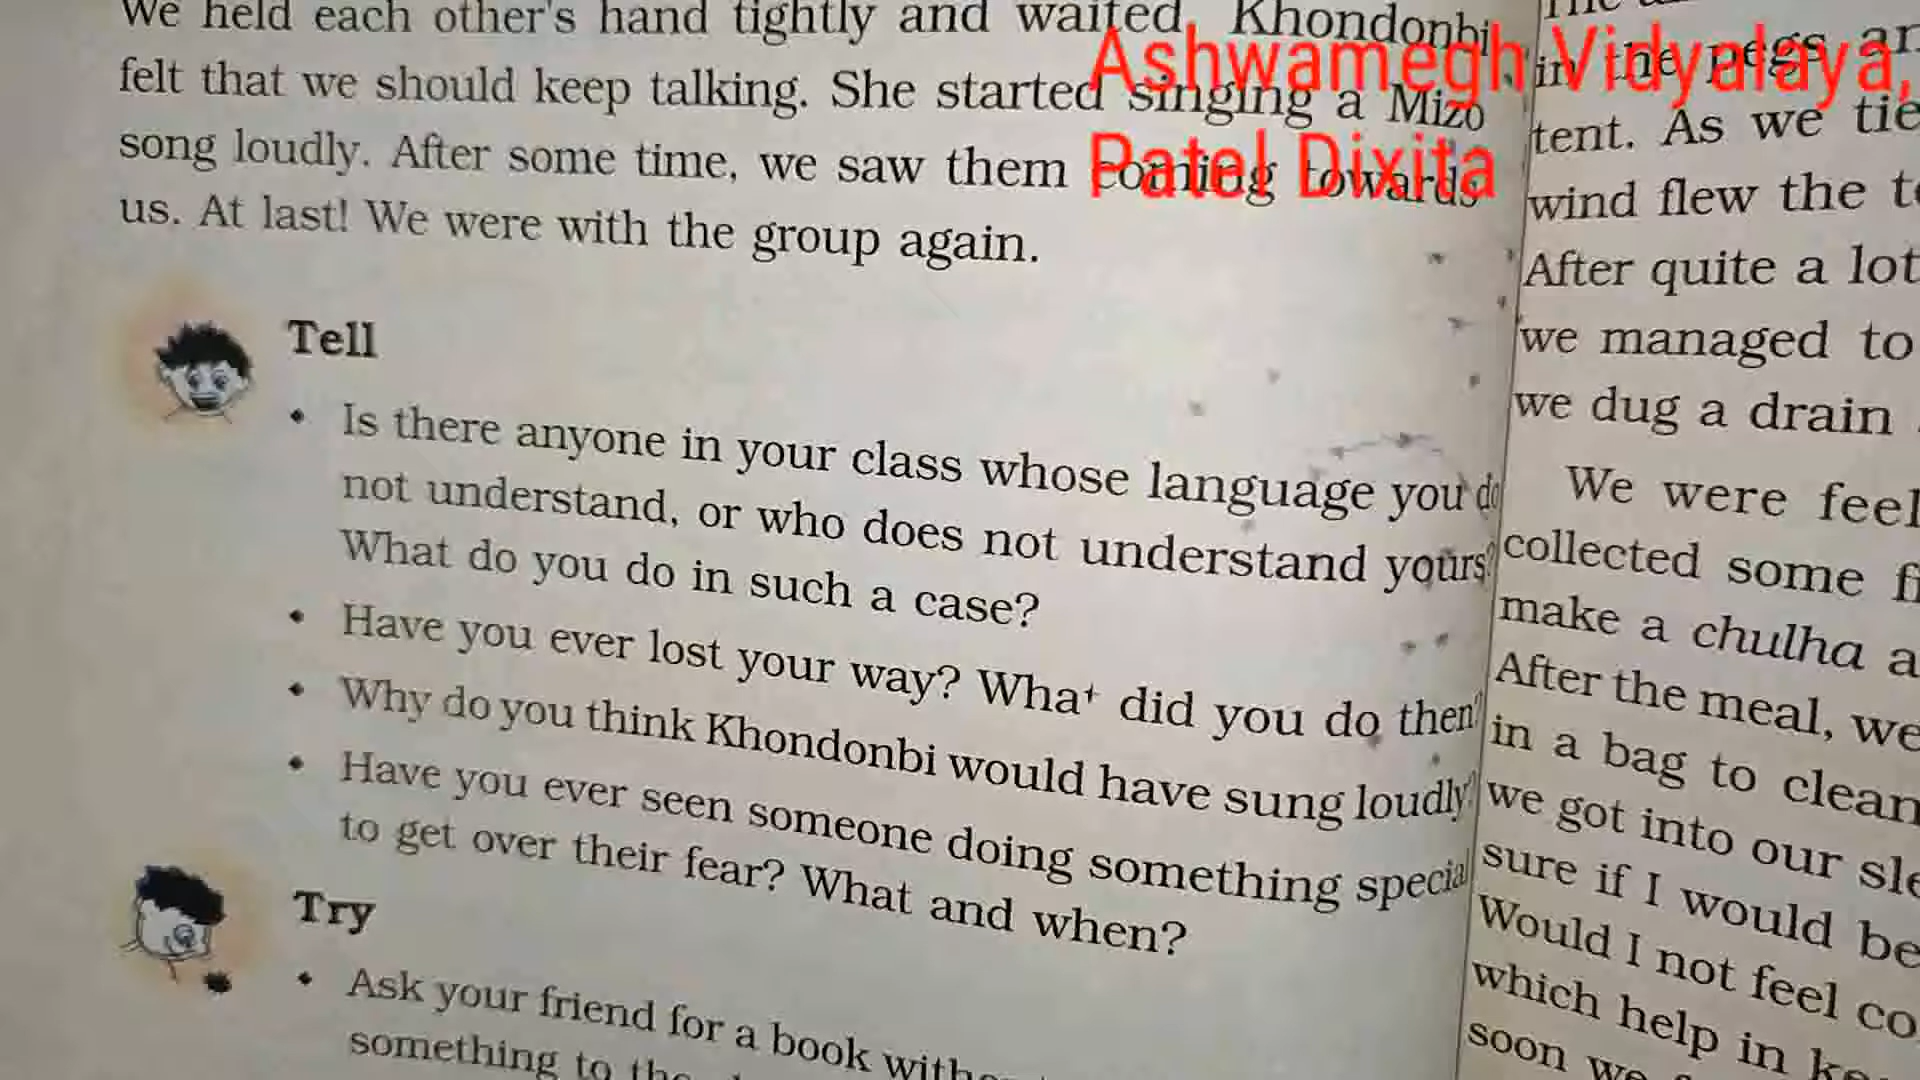 We held each other's hand tightly and waited. Khondonbi
felt that we should keep talking. She started singing a Mizo
song loudly. After some time, we saw them coming towards
us. At last! We were with the group again.
Tell
• Is there anyone in your class whose language you do
not understand, or who does not understand yours?
What do you do in such a case?
• Have you ever lost your way? What did you do then?
• Why do you think Khondonbi would have sung loudly?
• Have you ever seen someone doing something special
to get over their fear? What and when?
Try
• Ask your friend for a book
something to
Ashwamegh Vidyalaya,
Patel Dixita
in the pegs
tent. As we tie
wind flew the
After quite a lot
we managed to
we dug a drain
We were feel
collected some
make a chulha a
After the meal, we
in a bag to clean
we got into our sle
sure if I would be
Would I not feel co
which help in
soon we